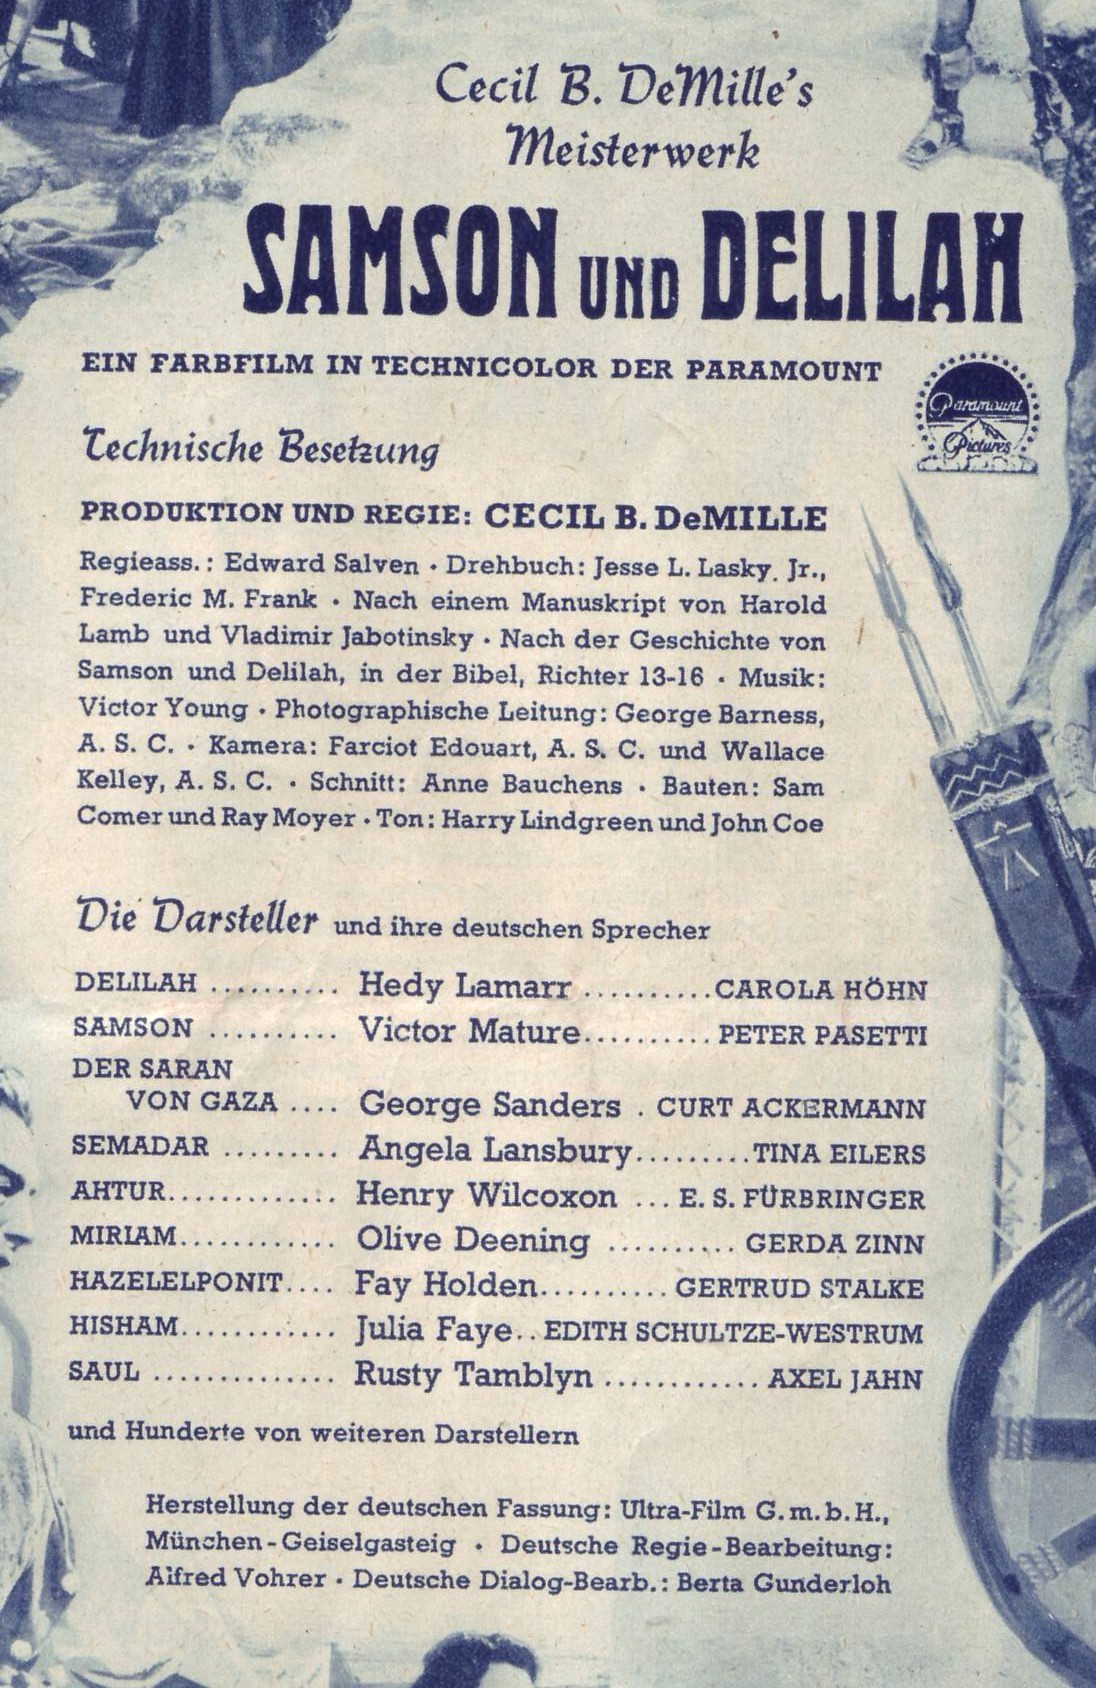 Cecil B. DeMille's
Meisterwerk
SAMSON UND DELILAH
EIN FARBFILM IN TECHNICOLOR DER PARAMOUNT
Paramount
Pictures
Technische Besetzung
PRODUKTION UND REGIE: CECIL B. DeMILLE
Regieass.: Edward Salven · Drehbuch: Jesse L. Lasky. Jr.,
Frederic M. Frank · Nach einem Manuskript von Harold
Lamb und Vladimir Jabotinsky · Nach der Geschichte von
Samson und Delilah, in der Bibel, Richter 13-16 · Musik:
Victor Young · Photographische Leitung: George Barness,
A. S. C. · Kamera: Farciot Edouart, A. S. C. und Wallace
Kelley, A. S. C. · Schnitt: Anne Bauchens · Bauten: Sam
Comer und Ray Moyer · Ton: Harry Lindgreen und John Coe
Die Darsteller und ihre deutschen Sprecher
DELILAH .......... Hedy Lamarr ..........CAROLA HÖHN
SAMSON .......... Victor Mature.......... PETER PASETTI
DER SARAN
VON GAZA .... George Sanders . CURT ACKERMANN
SEMADAR ......... Angela Lansbury.........TINA EILERS
AHTUR............. Henry Wilcoxon ... E. S. FÜRBRINGER
MIRIAM............ Olive Deening .......... GERDA ZINN
HAZELELPONIT.... Fay Holden.......... GERTRUD STALKE
HISHAM............ Julia Faye.. EDITH SCHULTZE-WESTRUM
SAUL .............. Rusty Tamblyn ............ AXEL JAHN
und Hunderte von weiteren Darstellern
Herstellung der deutschen Fassung: Ultra-Film G.m.b.H.,
München-Geiselgasteig · Deutsche Regie-Bearbeitung:
Alfred Vohrer · Deutsche Dialog-Bearb.: Berta Gunderloh